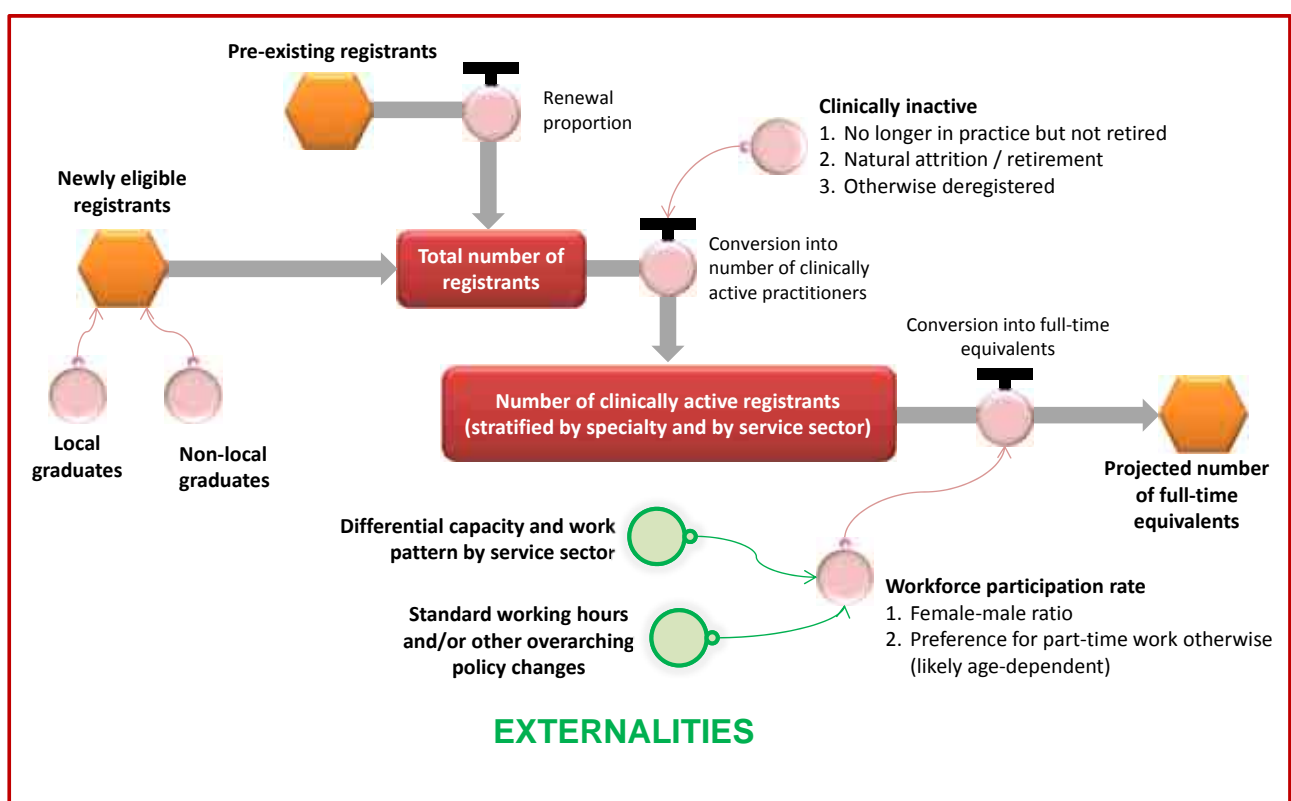 Pre-existing registrants
Renewal
proportion
Clinically inactive
1. No longer in practice but not retired
2. Natural attrition / retirement
3. Otherwise deregistered
Newly eligible
registrants
Total number of
registrants
Conversion into
number of clinically
active practitioners
Local
graduates
Non-local
graduates
Number of clinically active registrants
(stratified by specialty and by service sector)
Conversion into full-time
equivalents
Projected number
of full-time
equivalents
Differential capacity and work
pattern by service sector
Standard working hours
and/or other overarching
policy changes
Workforce participation rate
1. Female-male ratio
2. Preference for part-time work otherwise
(likely age-dependent)
EXTERNALITIES